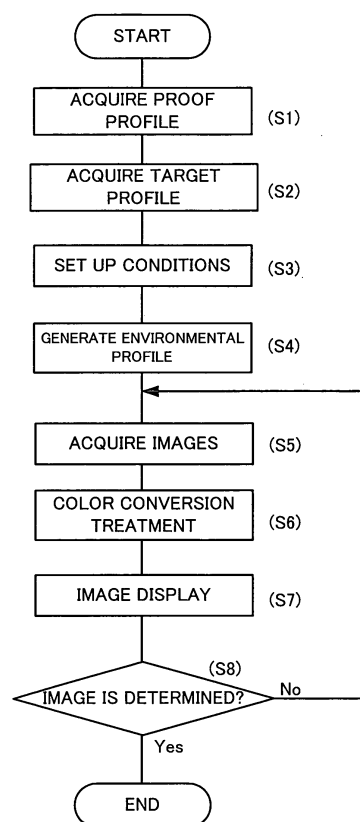 START
ACQUIRE PROOF
PROFILE
(S1)
ACQUIRE TARGET
PROFILE
(S2)
SET UP CONDITIONS
(S3)
GENERATE ENVIRONMENTAL
PROFILE
(S4)
ACQUIRE IMAGES
(S5)
COLOR CONVERSION
TREATMENT
(S6)
IMAGE DISPLAY
(S7)
(S8)
IMAGE IS DETERMINED?
No
Yes
END